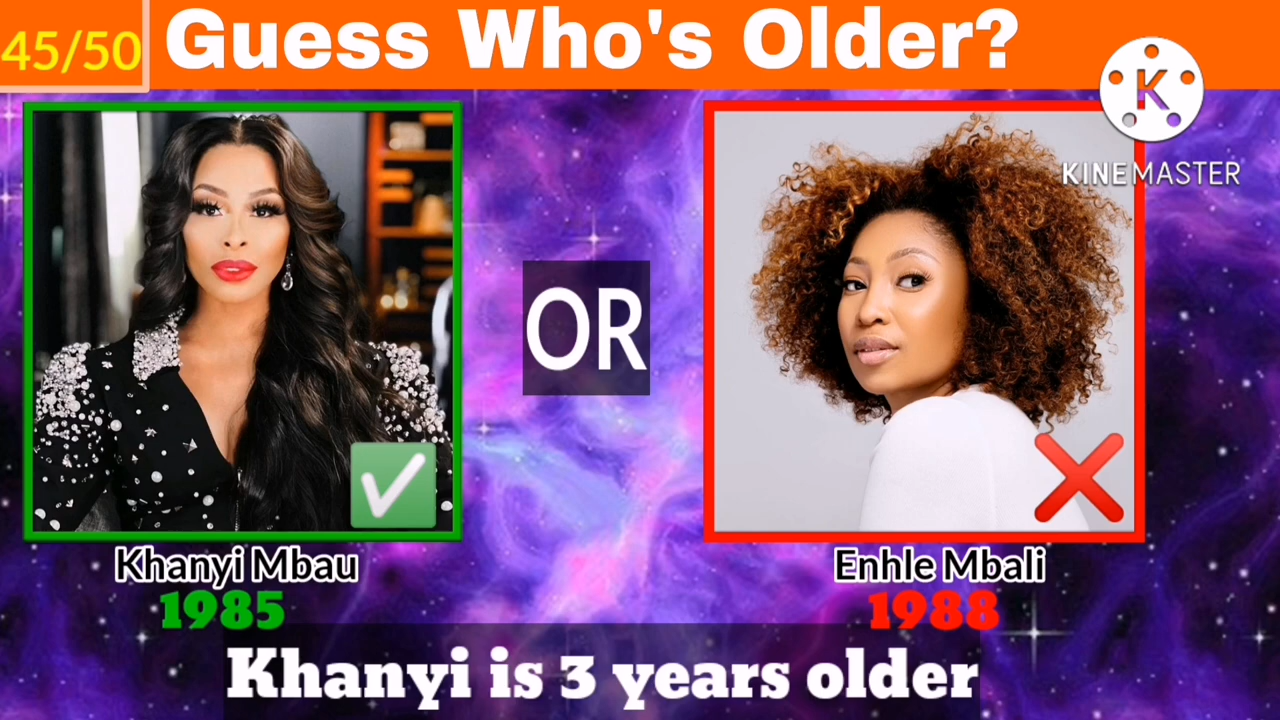 45/50 Guess Who's Older?
K
KINEMASTER
OR
Khanyi Mbau
Enhle Mbali
1985
1988
Khanyi is 3 years older